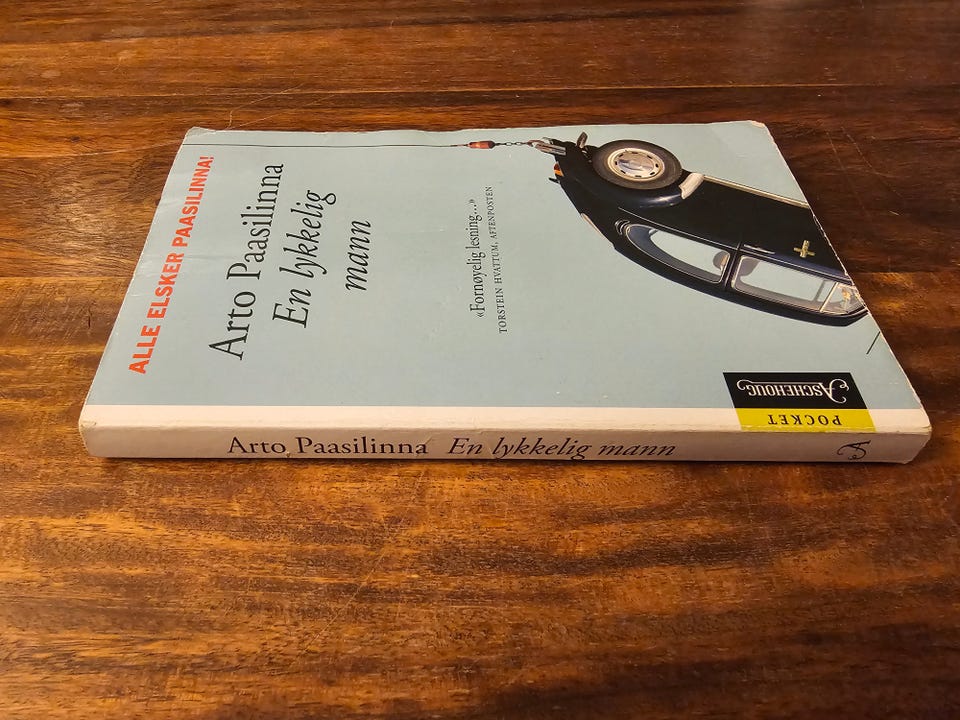 ALLE ELSKER PAASILINNA!
Arto Paasilinna
En lykkelig
mann
«Fornøyelig lesning...»
TORSTEIN HVATTUM, AFTENPOSTEN
ASCHEHOUG
POCKET
Arto Paasilinna En lykkelig mann
A